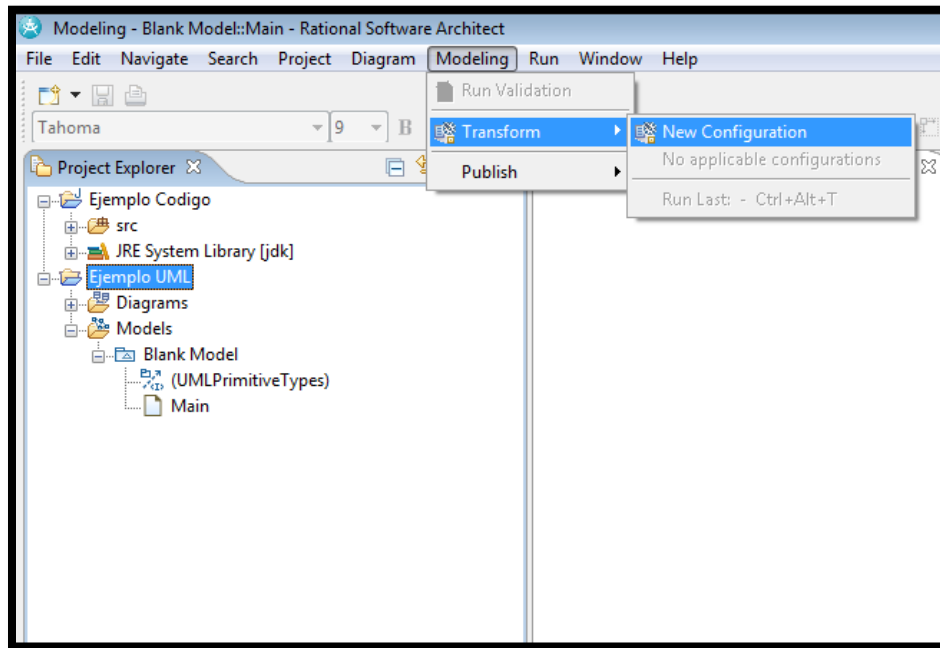 Modeling - Blank Model::Main - Rational Software Architect
File Edit Navigate Search Project Diagram Modeling Run Window Help
Run Validation
Tahoma 9 B
Transform
New Configuration
No applicable configurations
Project Explorer
Publish
Run Last: - Ctrl+Alt+T
Ejemplo Codigo
src
JRE System Library [jdk]
Ejemplo UML
Diagrams
Models
Blank Model
(UMLPrimitiveTypes)
Main